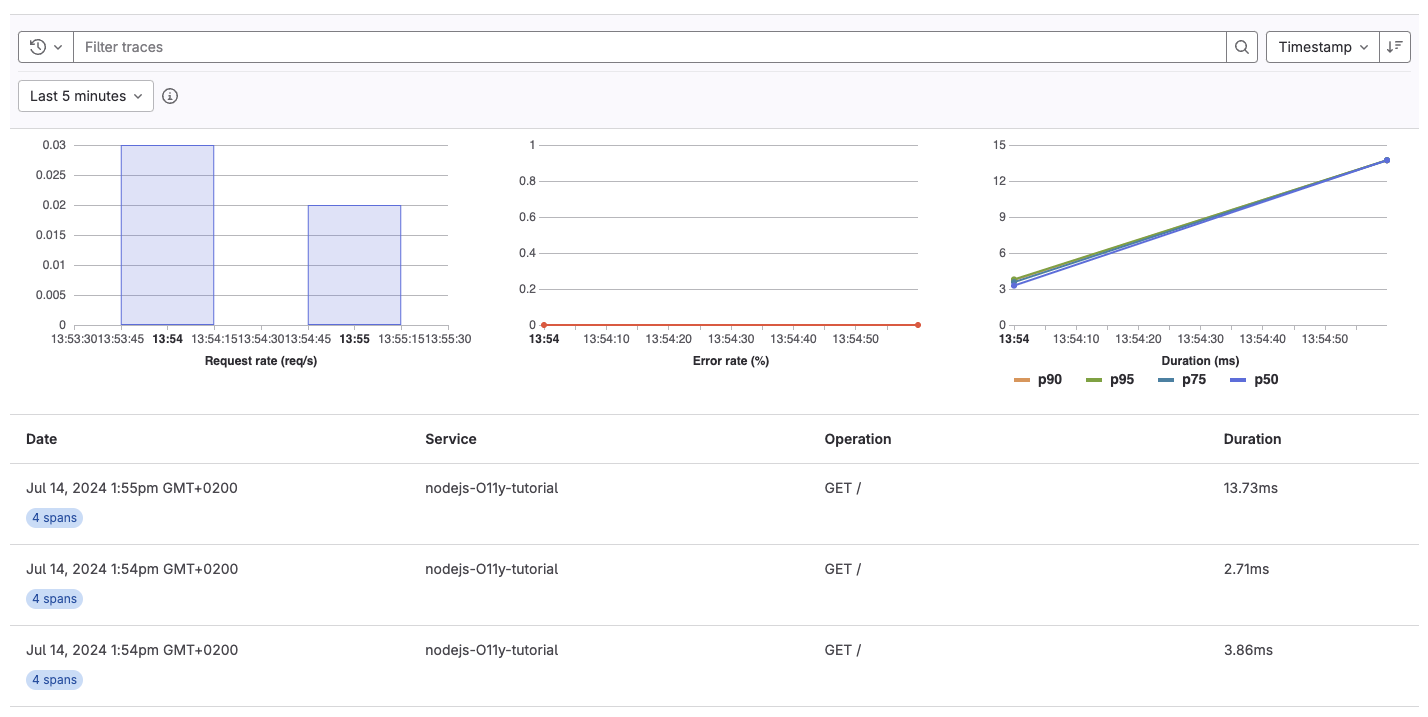 Filter traces
Timestamp
Last 5 minutes
0.03
0.025
0.02
0.015
0.01
0.005
0
13:53:30 13:53:45 13:54 13:54:15 13:54:30 13:54:45 13:55 13:55:15 13:55:30
Request rate (req/s)
1
0.8
0.6
0.4
0.2
0
13:54 13:54:10 13:54:20 13:54:30 13:54:40 13:54:50
Error rate (%)
15
12
9
6
3
0
13:54 13:54:10 13:54:20 13:54:30 13:54:40 13:54:50
Duration (ms)
p90 p95 p75 p50
Date Service Operation Duration
Jul 14, 2024 1:55pm GMT+0200 nodejs-O11y-tutorial GET / 13.73ms
4 spans
Jul 14, 2024 1:54pm GMT+0200 nodejs-O11y-tutorial GET / 2.71ms
4 spans
Jul 14, 2024 1:54pm GMT+0200 nodejs-O11y-tutorial GET / 3.86ms
4 spans